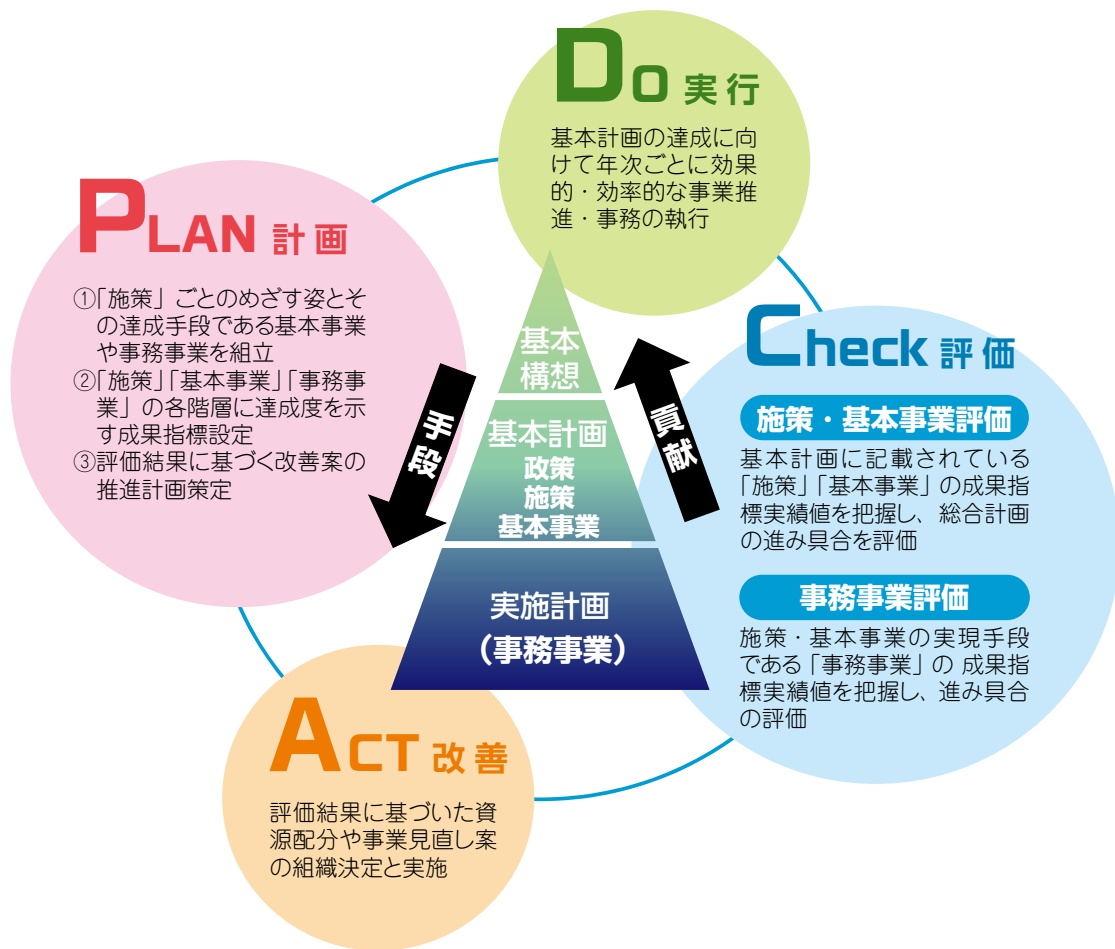 PLAN 計画
①「施策」ごとのめざす姿とそ
の達成手段である基本事業
や事務事業を組立
②「施策」「基本事業」「事務事
業」の各階層に達成度を示
す成果指標設定
③評価結果に基づく改善案の
推進計画策定
Do 実行
基本計画の達成に向
けて年次ごとに効果
的・効率的な事業推
進・事務の執行
Check 評価
施策・基本事業評価
基本計画に記載されている
「施策」「基本事業」の成果指
標実績値を把握し、総合計画
の進み具合を評価
事務事業評価
施策・基本事業の実現手段
である「事務事業」の 成果指
標実績値を把握し、進み具合
の評価
ACT 改善
評価結果に基づいた資
源配分や事業見直し案
の組織決定と実施
手段
貢献
基本
構想
基本計画
政策
施策
基本事業
実施計画
(事務事業)